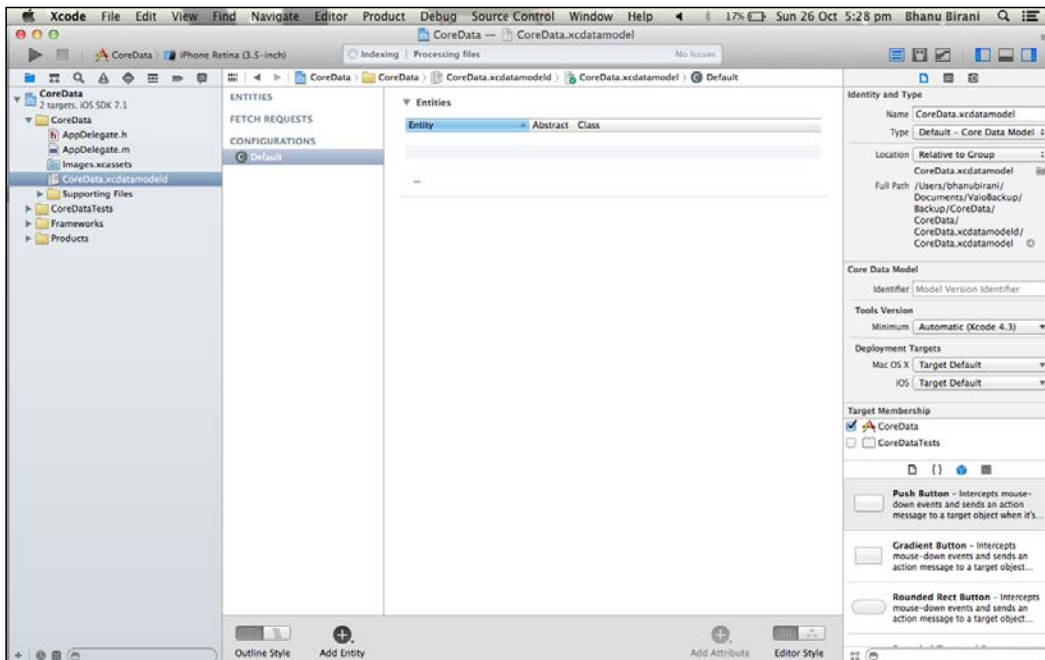 Xcode File Edit View Find Navigate Editor Product Debug Source Control Window Help 17% Sun 26 Oct 5:28 pm Bhanu Birani
CoreData — CoreData.xcdatamodel
CoreData iPhone Retina (3.5-inch)
Indexing | Processing files No Issues
CoreData CoreData CoreData.xcdatamodeld CoreData.xcdatamodel C Default
CoreData
2 targets, iOS SDK 7.1
CoreData
h AppDelegate.h
m AppDelegate.m
Images.xcassets
CoreData.xcdatamodeld
Supporting Files
CoreDataTests
Frameworks
Products
ENTITIES
FETCH REQUESTS
CONFIGURATIONS
C Default
Entities
Entity Abstract Class
Outline Style
Add Entity
Add Attribute
Editor Style
Identity and Type
Name CoreData.xcdatamodel
Type Default - Core Data Model
Location Relative to Group
CoreData.xcdatamodel
Full Path /Users/bhanubirani/
Documents/VaioBackup/
Backup/CoreData/
CoreData/
CoreData.xcdatamodeld/
CoreData.xcdatamodel
Core Data Model
Identifier Model Version Identifier
Tools Version
Minimum Automatic (Xcode 4.3)
Deployment Targets
Mac OS X Target Default
iOS Target Default
Target Membership
CoreData
CoreDataTests
{}
Push Button - Intercepts mouse-
down events and sends an action
message to a target object when it's...
Gradient Button - Intercepts
mouse-down events and sends an
action message to a target object...
Rounded Rect Button - Intercepts
mouse-down events and sends an
action message to a target object...